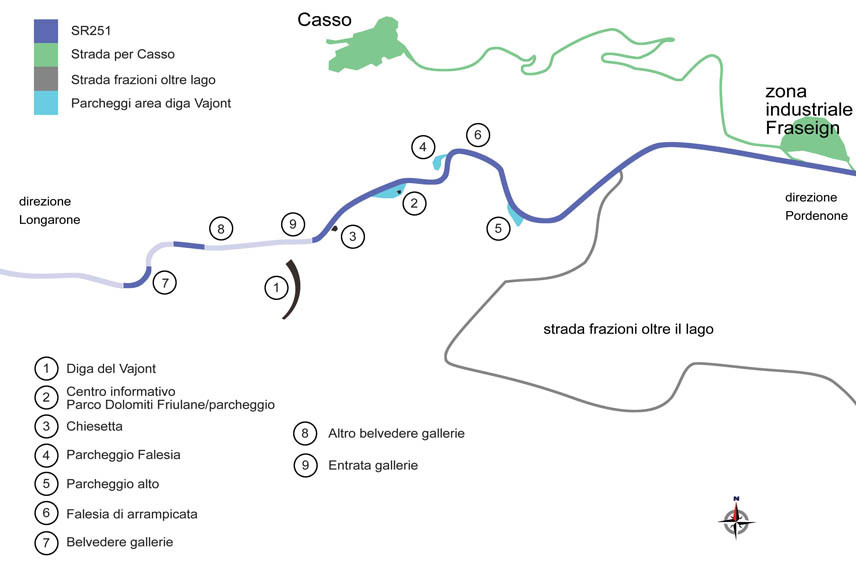 SR251
Strada per Casso
Strada frazioni oltre lago
Parcheggi area diga Vajont
Casso
zona
industriale
Fraseign
direzione
Longarone
direzione
Pordenone
4
6
2
5
3
9
8
7
1
strada frazioni oltre il lago
1 Diga del Vajont
2 Centro informativo
Parco Dolomiti Friulane/parcheggio
3 Chiesetta
4 Parcheggio Falesia
5 Parcheggio alto
6 Falesia di arrampicata
7 Belvedere gallerie
8 Altro belvedere gallerie
9 Entrata gallerie
N